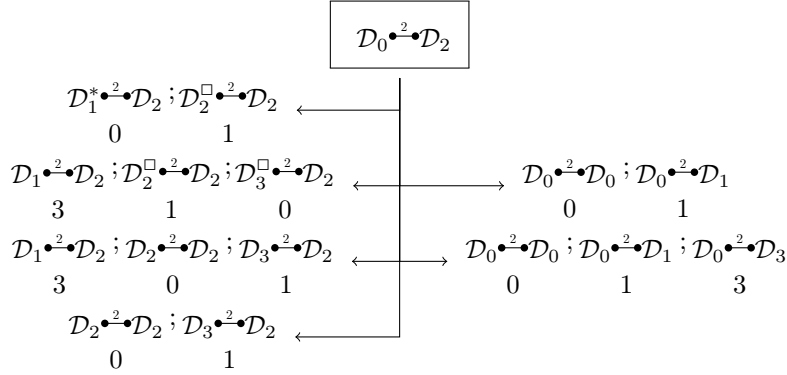 𝒟₀ •—²—• 𝒟₂
𝒟₁* •—²—• 𝒟₂ ; 𝒟₂□ •—²—• 𝒟₂
0 1
𝒟₁ •—²—• 𝒟₂ ; 𝒟₂□ •—²—• 𝒟₂ ; 𝒟₃□ •—²—• 𝒟₂
3 1 0
𝒟₀ •—²—• 𝒟₀ ; 𝒟₀ •—²—• 𝒟₁
0 1
𝒟₁ •—²—• 𝒟₂ ; 𝒟₂ •—²—• 𝒟₂ ; 𝒟₃ •—²—• 𝒟₂
3 0 1
𝒟₀ •—²—• 𝒟₀ ; 𝒟₀ •—²—• 𝒟₁ ; 𝒟₀ •—²—• 𝒟₃
0 1 3
𝒟₂ •—²—• 𝒟₂ ; 𝒟₃ •—²—• 𝒟₂
0 1